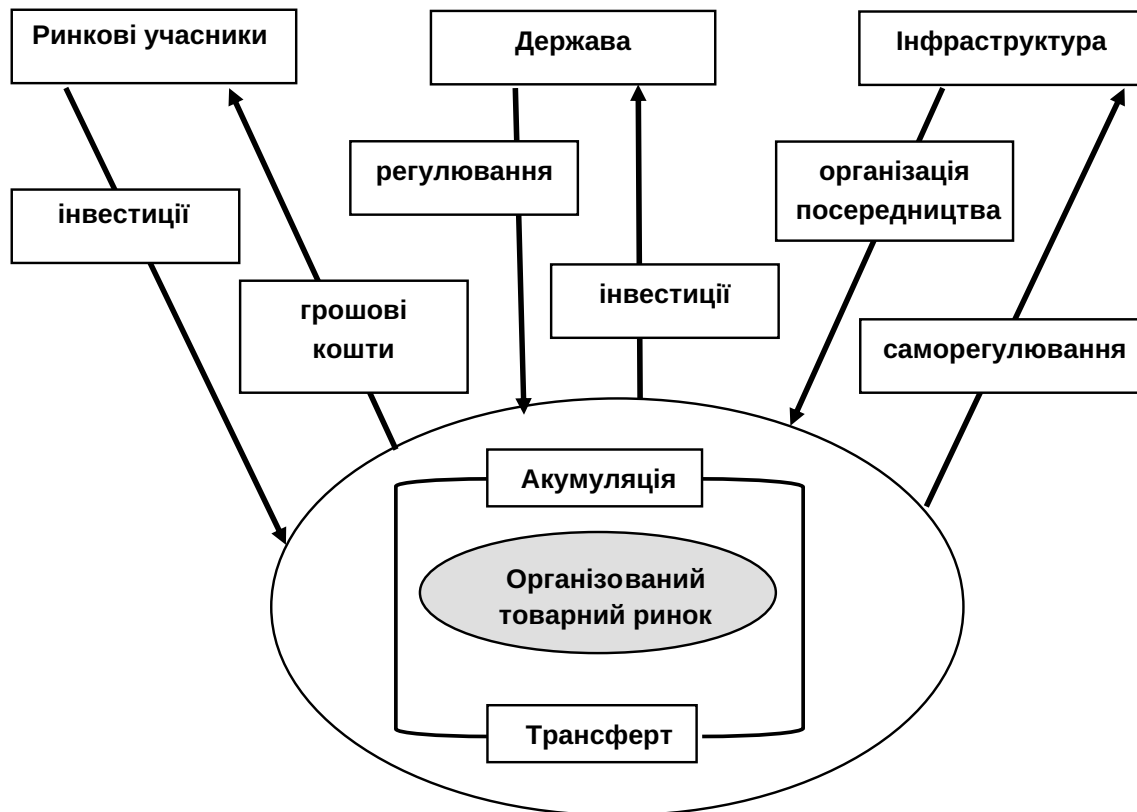 Ринкові учасники
Держава
Інфраструктура
регулювання
організація
посередництва
інвестиції
інвестиції
грошові
кошти
саморегулювання
Акумуляція
Організований
товарний ринок
Трансферт